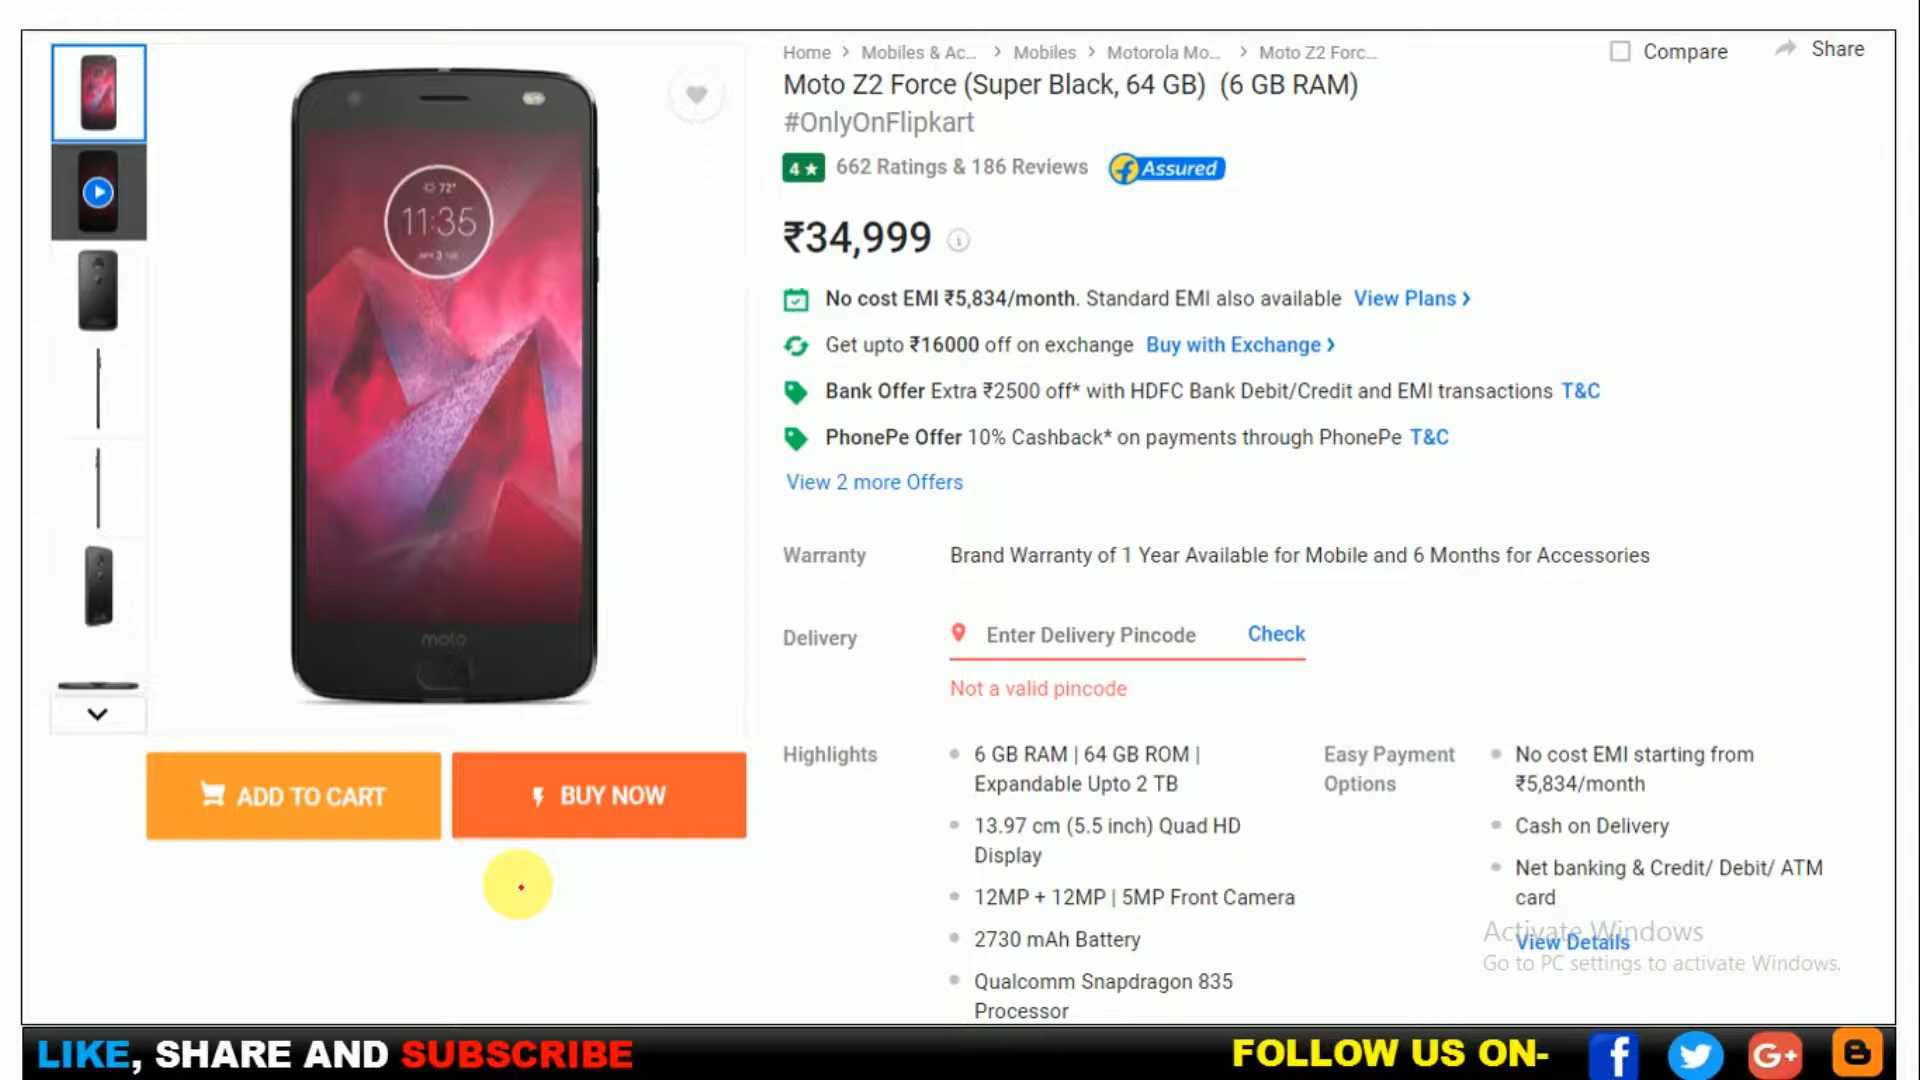 Home > Mobiles & Ac... > Mobiles > Motorola Mo... > Moto Z2 Forc...
Compare
Share
Moto Z2 Force (Super Black, 64 GB) (6 GB RAM)
#OnlyOnFlipkart
4 ★ 662 Ratings & 186 Reviews
Assured
₹34,999
No cost EMI ₹5,834/month. Standard EMI also available View Plans >
Get upto ₹16000 off on exchange Buy with Exchange >
Bank Offer Extra ₹2500 off* with HDFC Bank Debit/Credit and EMI transactions T&C
PhonePe Offer 10% Cashback* on payments through PhonePe T&C
View 2 more Offers
72°
11:35
moto
Warranty
Brand Warranty of 1 Year Available for Mobile and 6 Months for Accessories
Delivery
Enter Delivery Pincode
Check
Not a valid pincode
ADD TO CART
BUY NOW
Highlights
6 GB RAM | 64 GB ROM |
Expandable Upto 2 TB
13.97 cm (5.5 inch) Quad HD
Display
12MP + 12MP | 5MP Front Camera
2730 mAh Battery
Qualcomm Snapdragon 835
Processor
Easy Payment
Options
No cost EMI starting from
₹5,834/month
Cash on Delivery
Net banking & Credit/ Debit/ ATM
card
View Details
Activate Windows
Go to PC settings to activate Windows.
LIKE, SHARE AND SUBSCRIBE
FOLLOW US ON-
f
G+
B